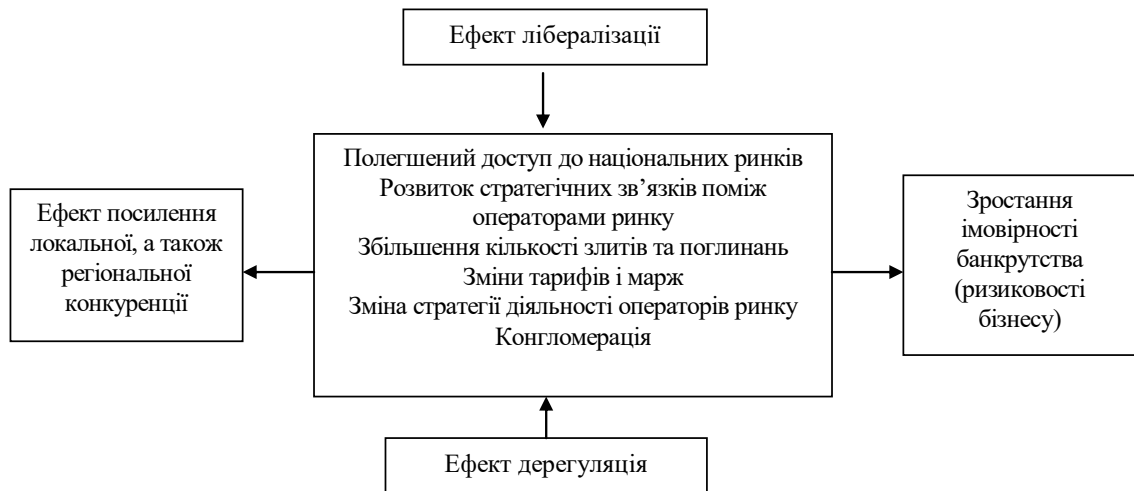 Ефект лібералізації
Полегшений доступ до національних ринків
Розвиток стратегічних зв’язків поміж
операторами ринку
Збільшення кількості злитів та поглинань
Зміни тарифів і марж
Зміна стратегії діяльності операторів ринку
Конгломерація
Ефект посилення
локальної, а також
регіональної
конкуренції
Зростання
імовірності
банкрутства
(ризиковості
бізнесу)
Ефект дерегуляція